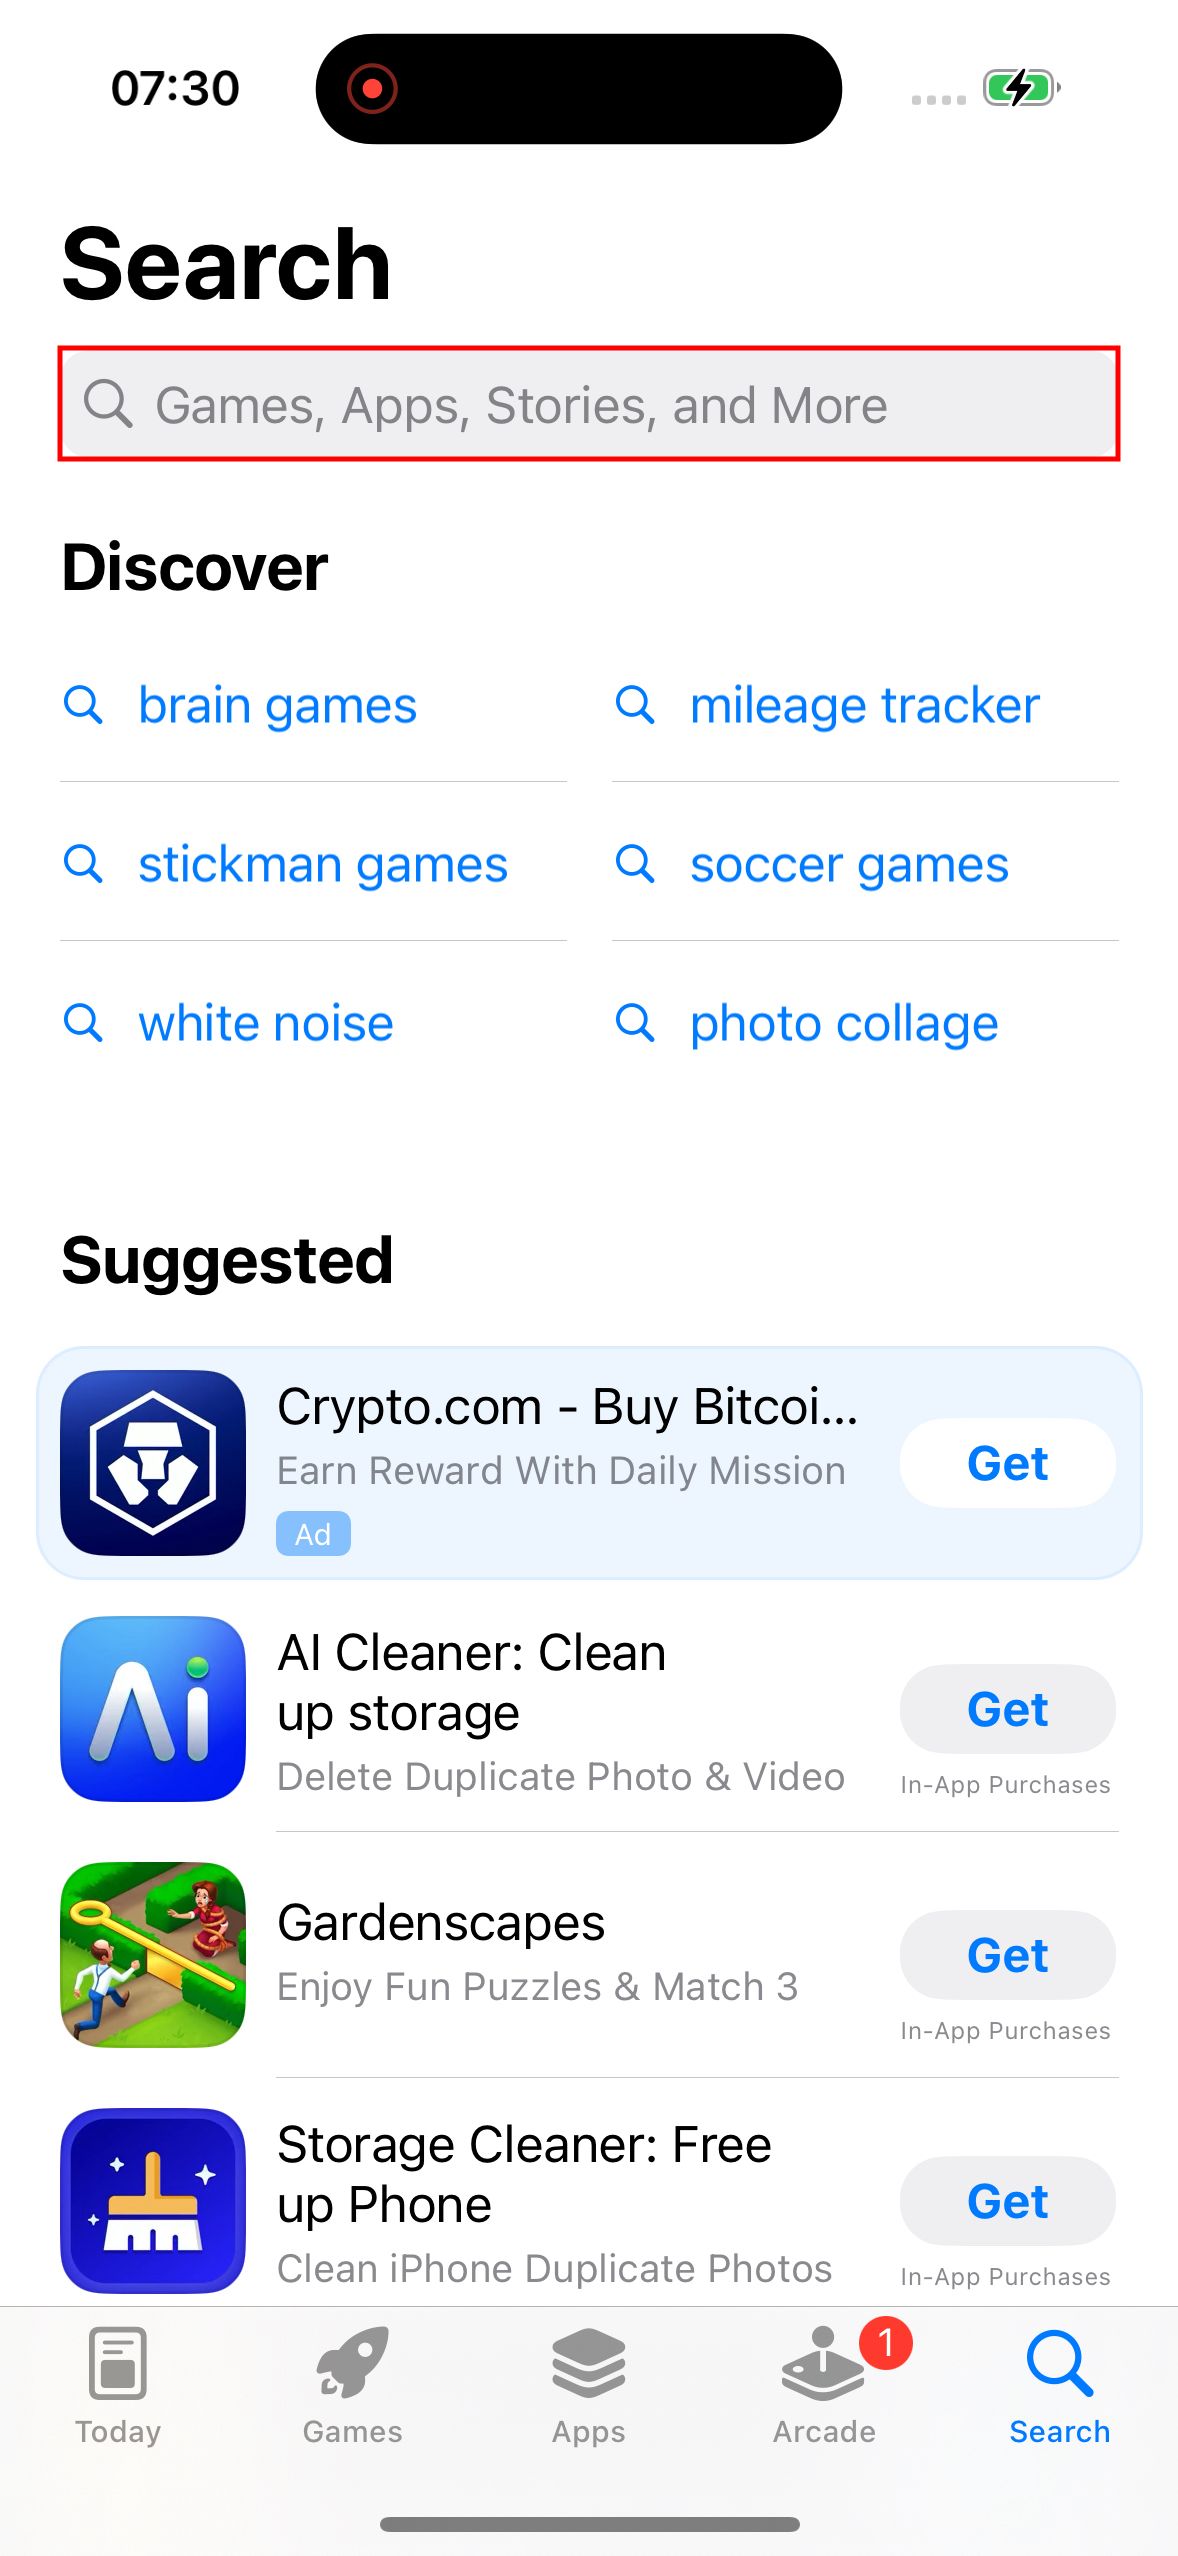 07:30
Search
Games, Apps, Stories, and More
Discover
brain games
mileage tracker
stickman games
soccer games
white noise
photo collage
Suggested
Crypto.com - Buy Bitcoi...
Earn Reward With Daily Mission
Ad
Get
Ai
AI Cleaner: Clean
up storage
Delete Duplicate Photo & Video
Get
In-App Purchases
Gardenscapes
Enjoy Fun Puzzles & Match 3
Get
In-App Purchases
Storage Cleaner: Free
up Phone
Clean iPhone Duplicate Photos
Get
In-App Purchases
Today
Games
Apps
1
Arcade
Search